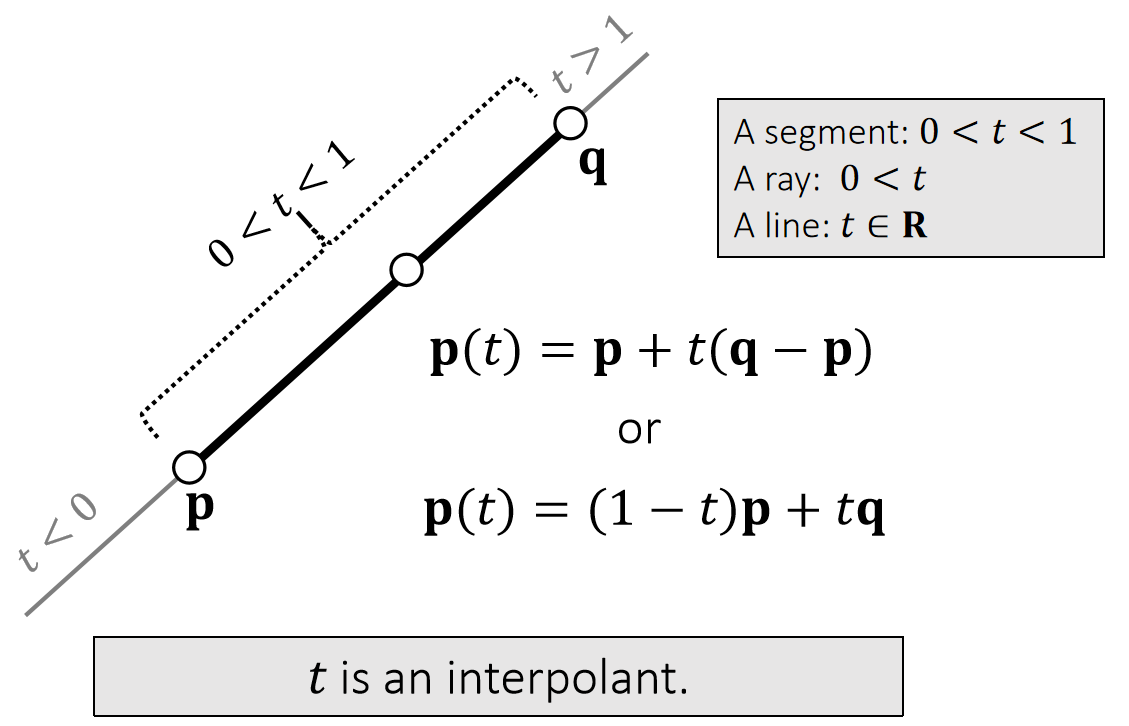 t > 1
0 < t < 1
q
A segment: 0 < t < 1
A ray: 0 < t
A line: t ∈ R
p(t) = p + t(q − p)
or
p
p(t) = (1 − t)p + tq
t < 0
t is an interpolant.